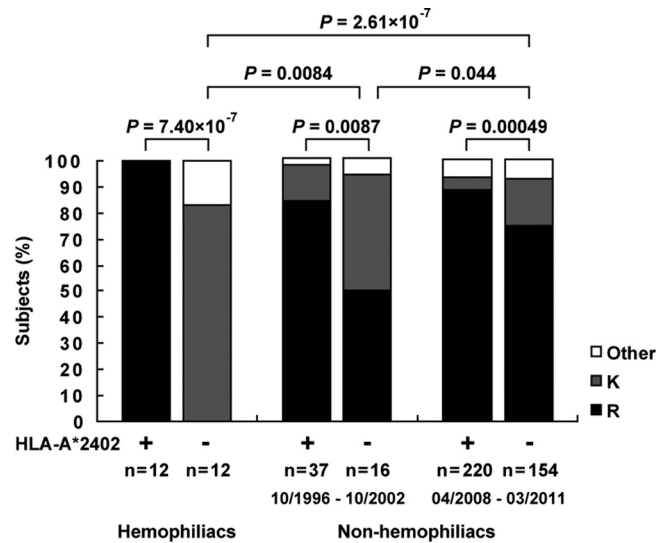 P = 2.61×10-7
P = 0.0084
P = 0.044
P = 7.40×10-7
P = 0.0087
P = 0.00049
Subjects (%)
100
90
80
70
60
50
40
30
20
10
0
Other
K
R
HLA-A*2402 + - + - + -
n=12 n=12 n=37 n=16 n=220 n=154
10/1996 - 10/2002 04/2008 - 03/2011
Hemophiliacs Non-hemophiliacs